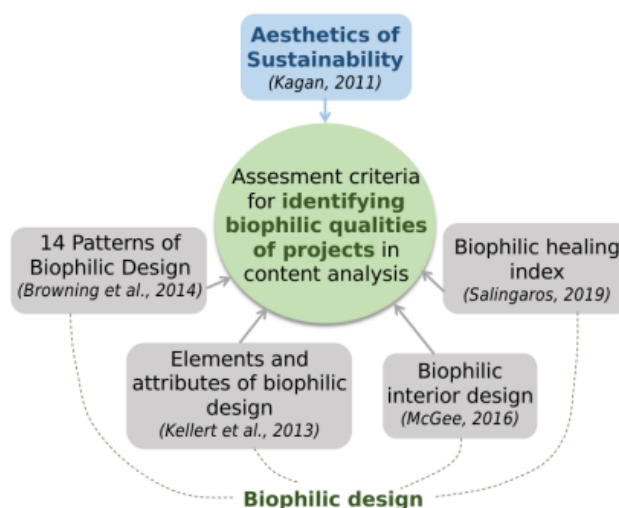 Aesthetics of
Sustainability
(Kagan, 2011)
Assesment criteria
for identifying
biophilic qualities
of projects in
content analysis
14 Patterns of
Biophilic Design
(Browning et al., 2014)
Biophilic healing
index
(Salingaros, 2019)
Elements and
attributes of biophilic
design
(Kellert et al., 2013)
Biophilic
interior design
(McGee, 2016)
Biophilic design